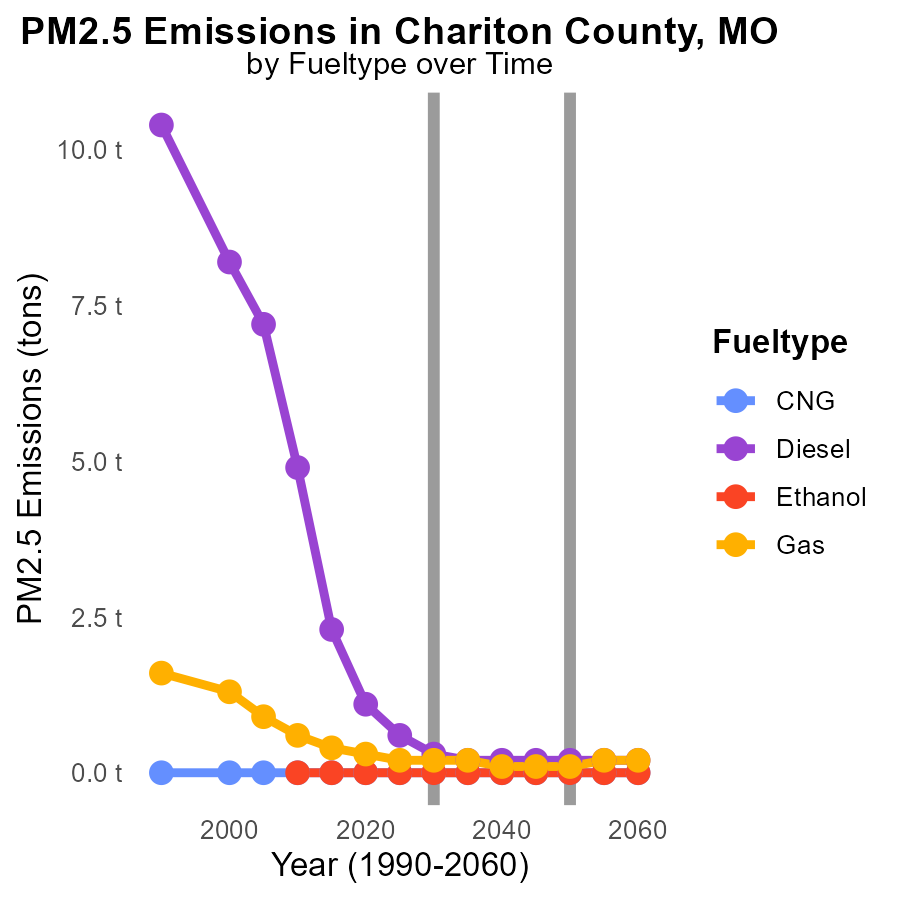 PM2.5 Emissions in Chariton County, MO
by Fueltype over Time
PM2.5 Emissions (tons)
10.0 t
7.5 t
5.0 t
2.5 t
0.0 t
2000
2020
2040
2060
Year (1990-2060)
Fueltype
CNG
Diesel
Ethanol
Gas